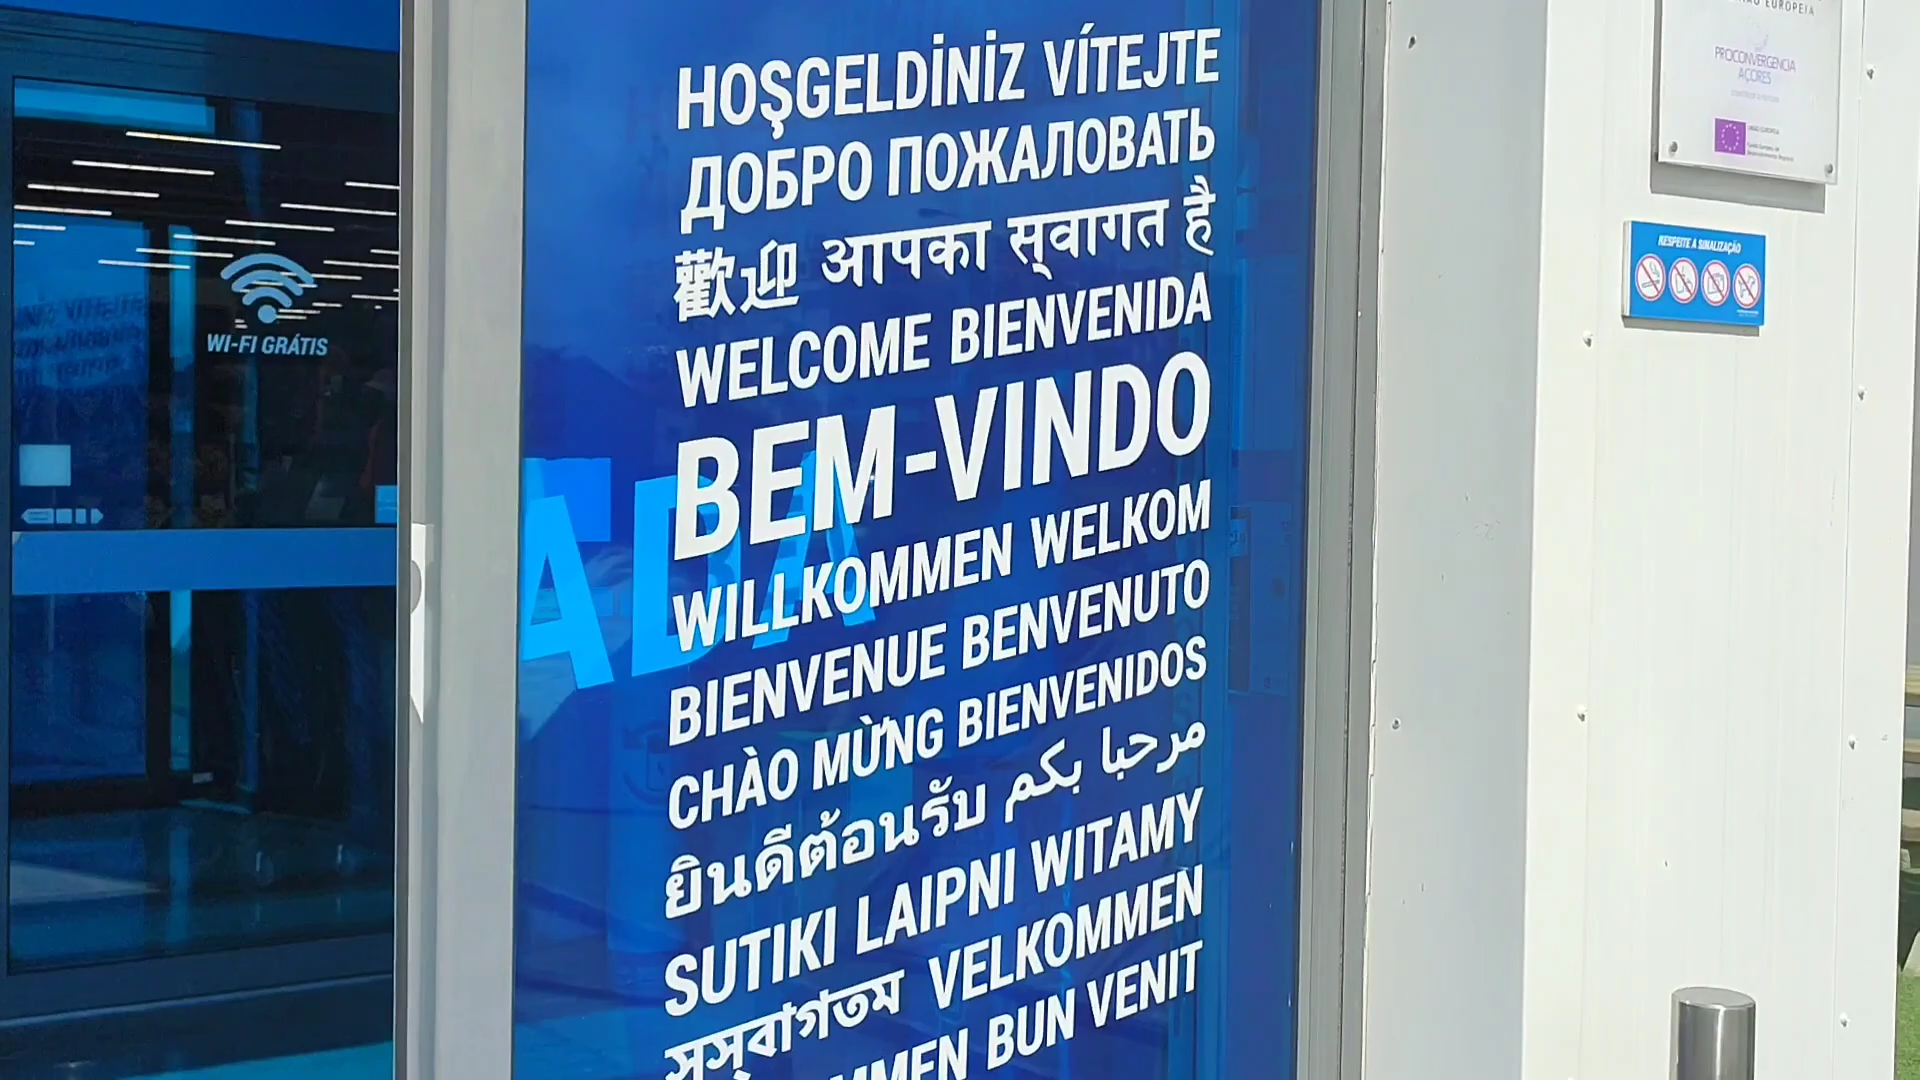 HOŞGELDİNİZ VÍTEJTE
ДОБРО ПОЖАЛОВАТЬ
歡迎 आपका स्वागत है
WELCOME BIENVENIDA
BEM-VINDO
WILLKOMMEN WELKOM
BIENVENUE BENVENUTO
CHÀO MỪNG BIENVENIDOS
مرحبا بكم
ยินดีต้อนรับ
SUTIKI LAIPNI WITAMY
সুস্বাগতম VELKOMMEN
BUN VENIT
WI-FI GRÁTIS
PROCONVERGENCIA
AÇORES
UNIÃO EUROPEIA
RESPEITE A SINALIZAÇÃO